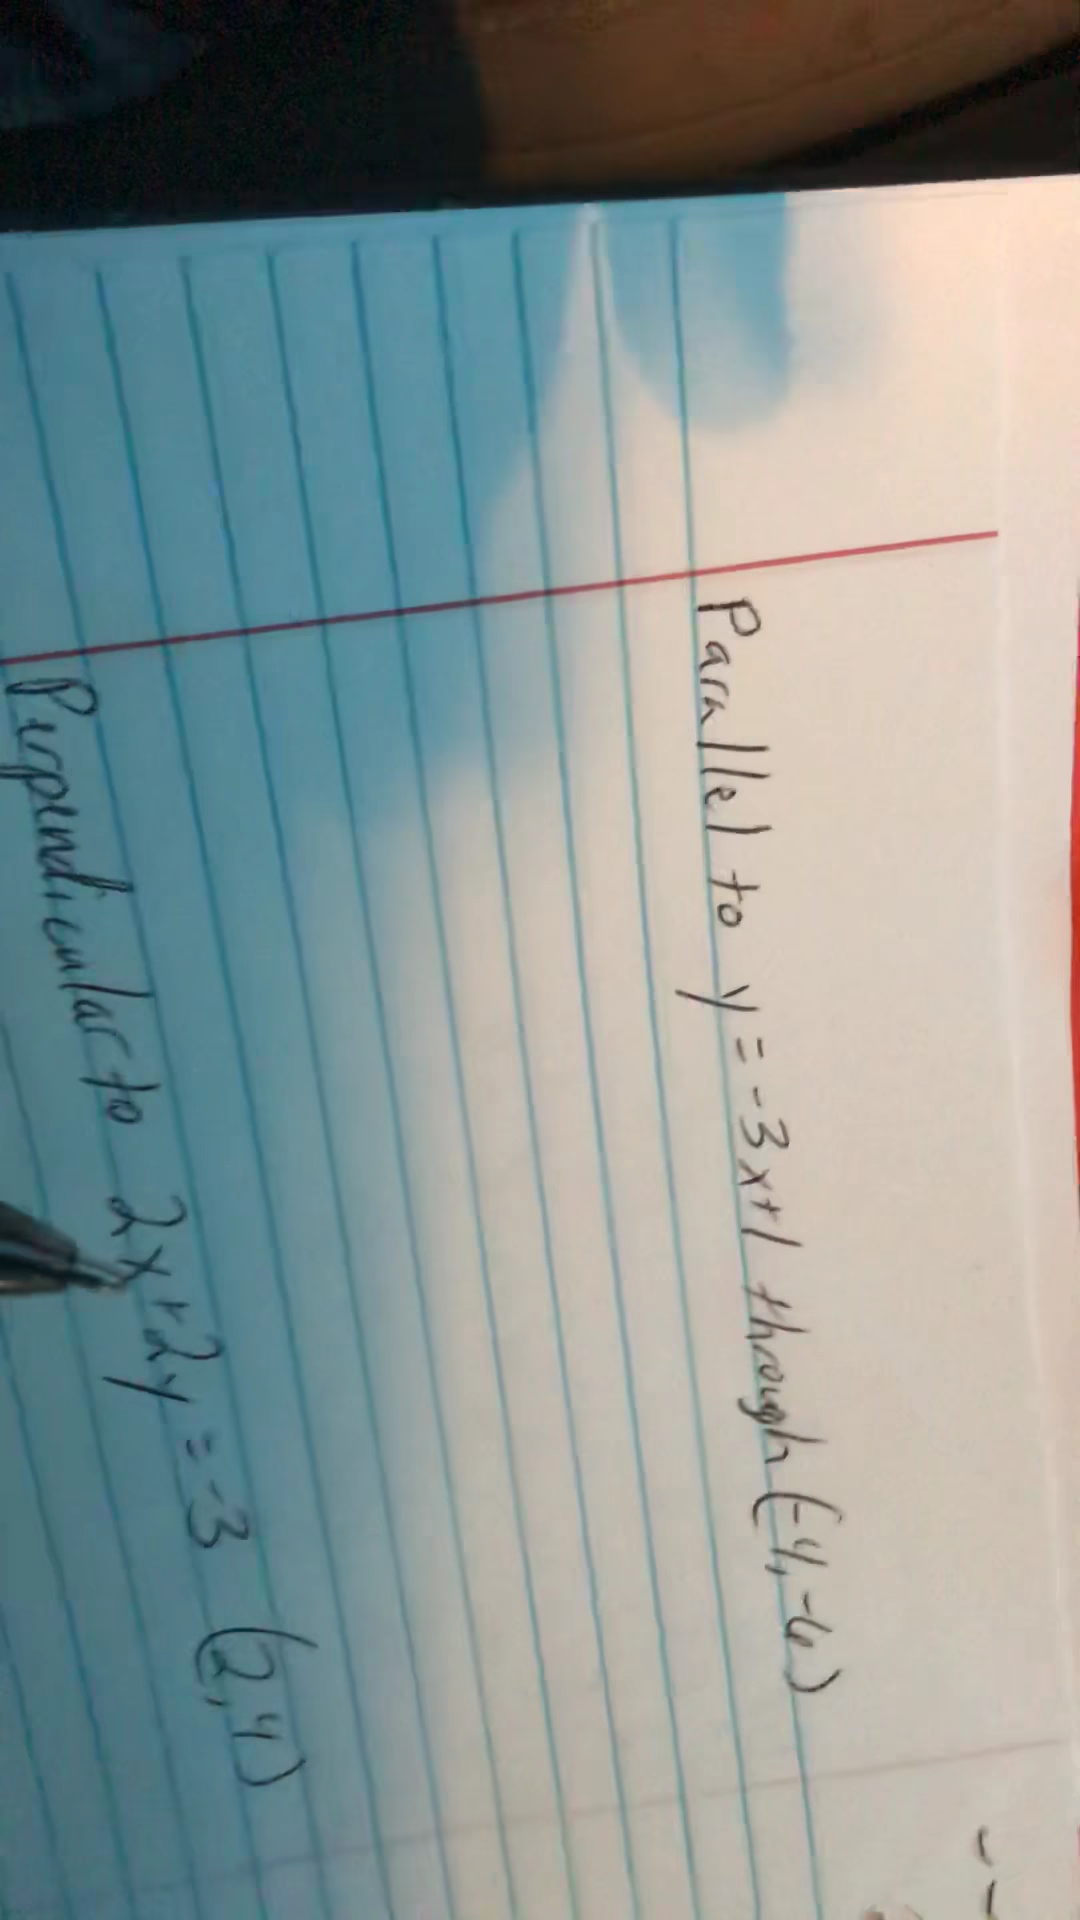 Parallel to y = -3x+1 through (-4, -6)
Perpendicular to 2x+2y = -3 (2,4)